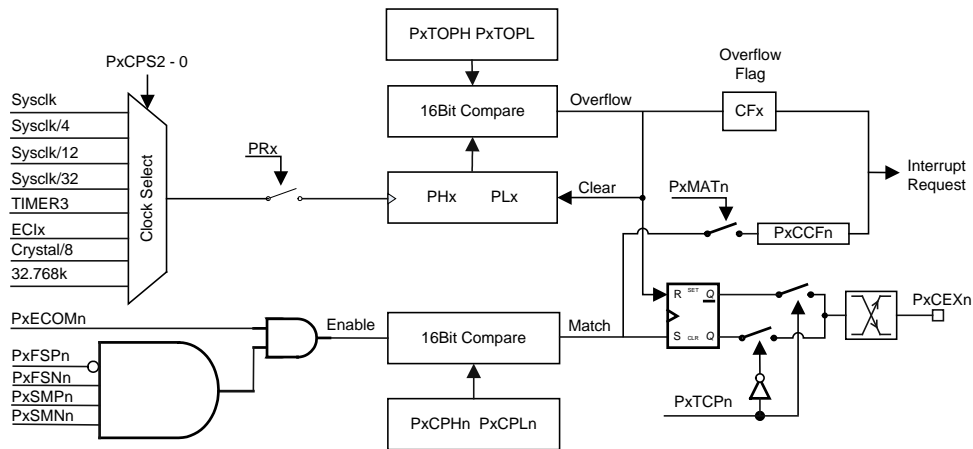 PxTOPH PxTOPL
PxCPS2 - 0
Overflow
Flag
Sysclk
Sysclk/4
Sysclk/12
Sysclk/32
TIMER3
ECIx
Crystal/8
32.768k
Clock Select
PRx
16Bit Compare
Overflow
CFx
PHx PLx
Clear
PxMATn
PxCCFn
Interrupt
Request
PxECOMn
PxFSPn
PxFSNn
PxSMPn
PxSMNn
Enable
16Bit Compare
Match
R SET Q
S CLR Q
PxCEXn
PxTCPn
PxCPHn PxCPLn